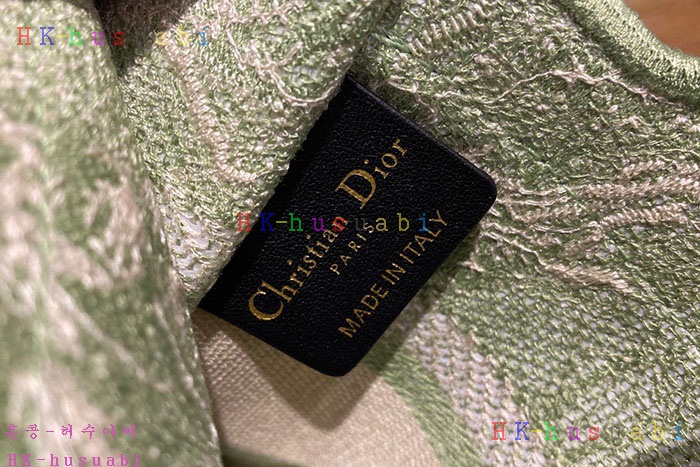 HK-husuabi
Christian Dior
PARIS
MADE IN ITALY
HK-husuabi
HK-husuabi
홍콩-허수아비
HK-husuabi